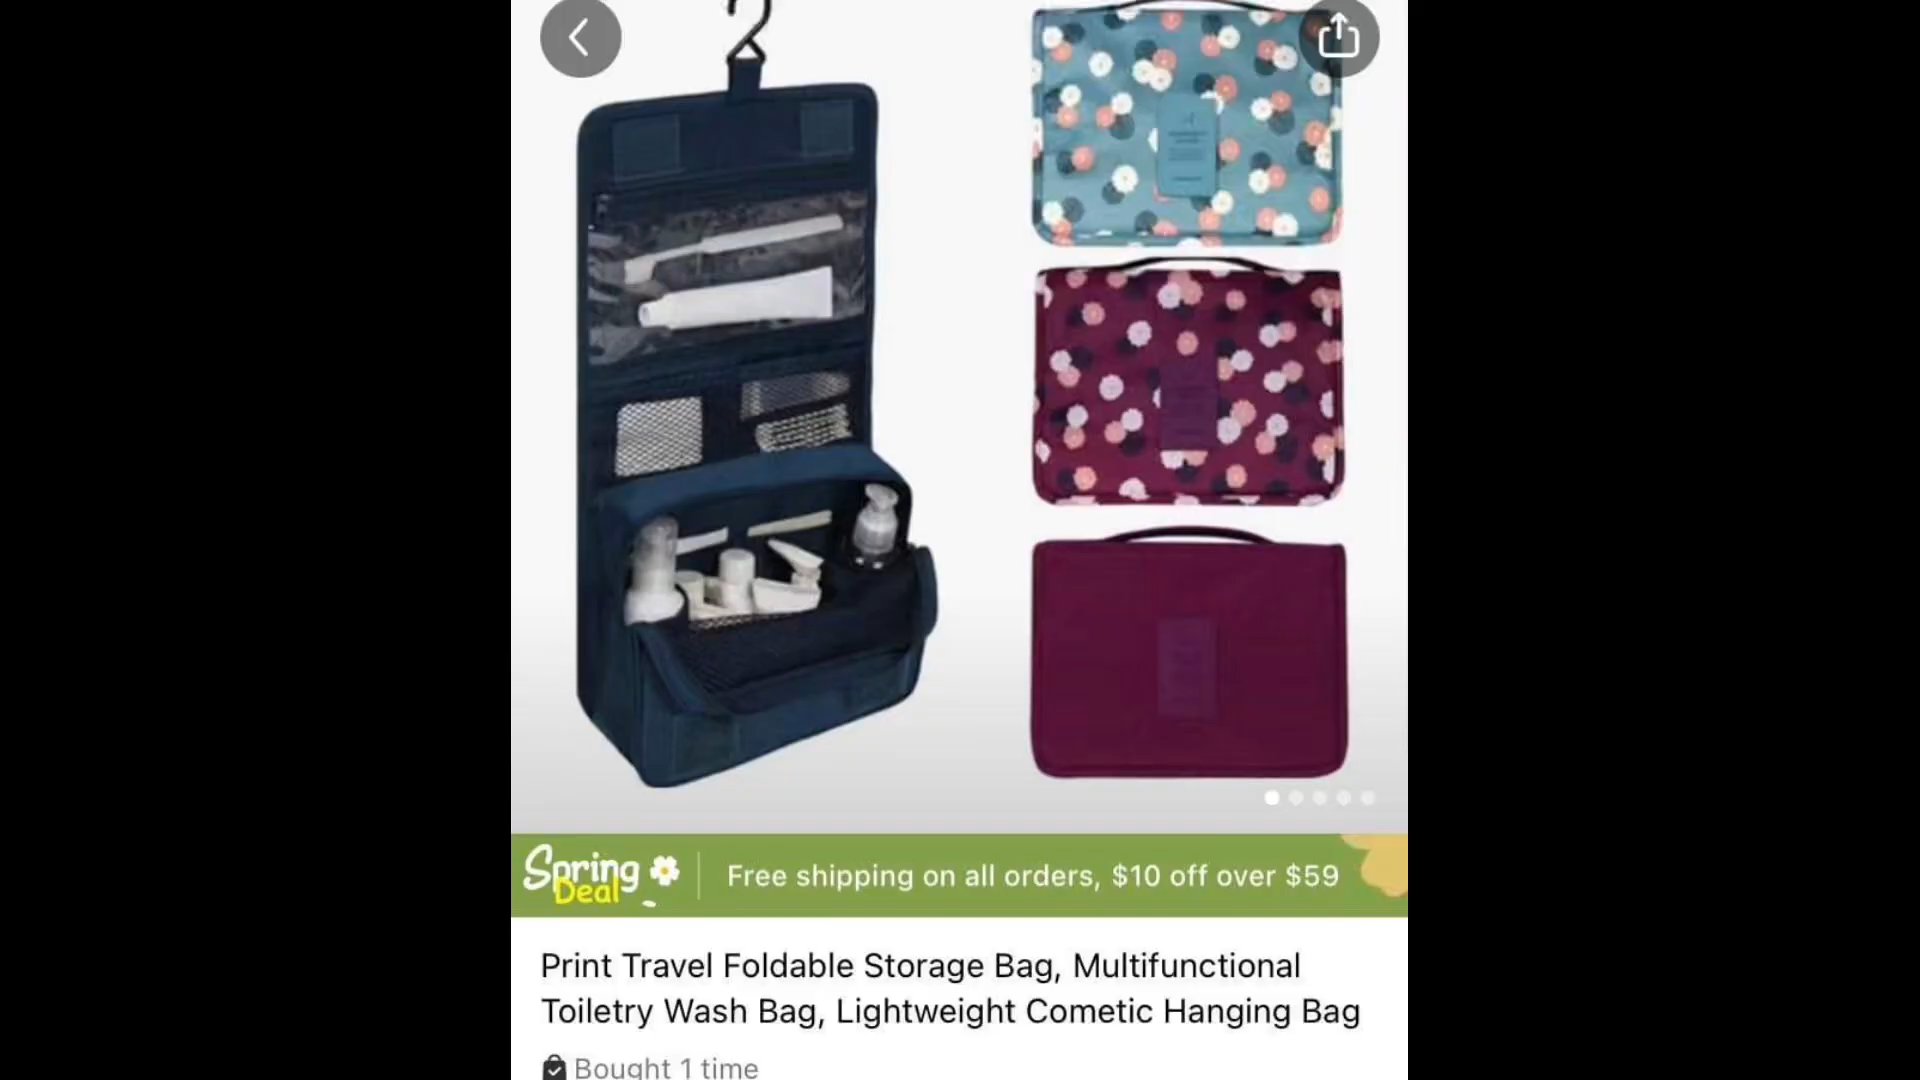 Spring
Deal
Free shipping on all orders, $10 off over $59
Print Travel Foldable Storage Bag, Multifunctional
Toiletry Wash Bag, Lightweight Cometic Hanging Bag
Bought 1 time